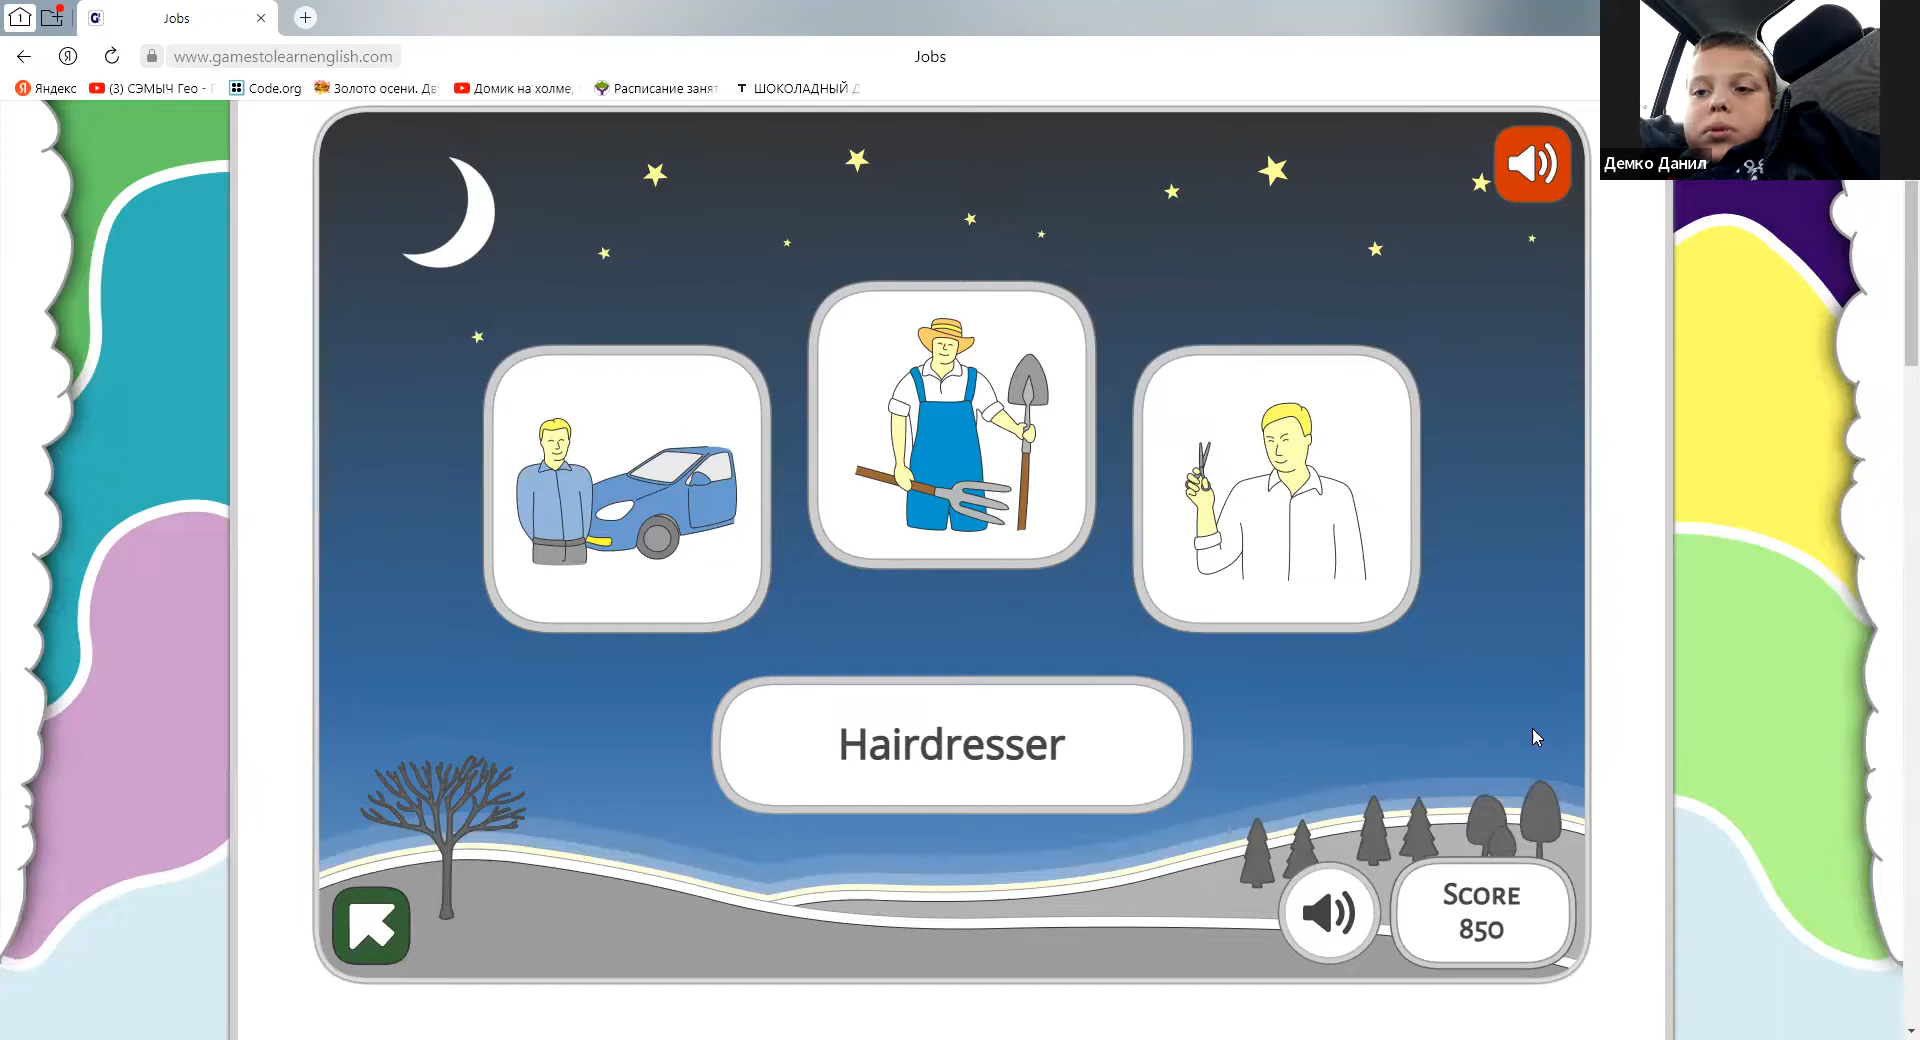 1
Jobs
www.gamestolearnenglish.com
Jobs
Яндекс
(3) СЭМЫЧ Гео - Г
Code.org
Золото осени. Дв
Домик на холме,
Расписание занят
Т ШОКОЛАДНЫЙ Д
Демко Данил
Hairdresser
SCORE
850